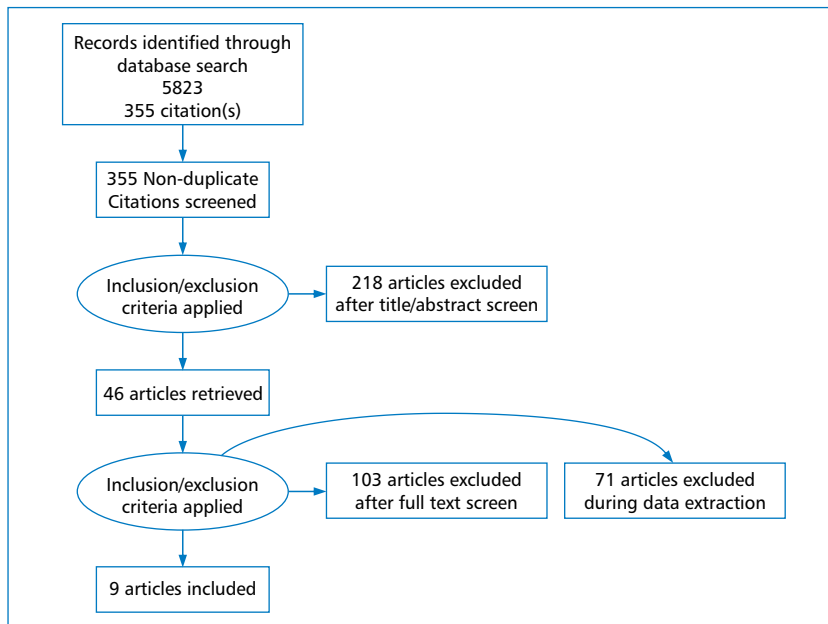 Records identified through
database search
5823
355 citation(s)
355 Non-duplicate
Citations screened
Inclusion/exclusion
criteria applied
218 articles excluded
after title/abstract screen
46 articles retrieved
Inclusion/exclusion
criteria applied
103 articles excluded
after full text screen
71 articles excluded
during data extraction
9 articles included